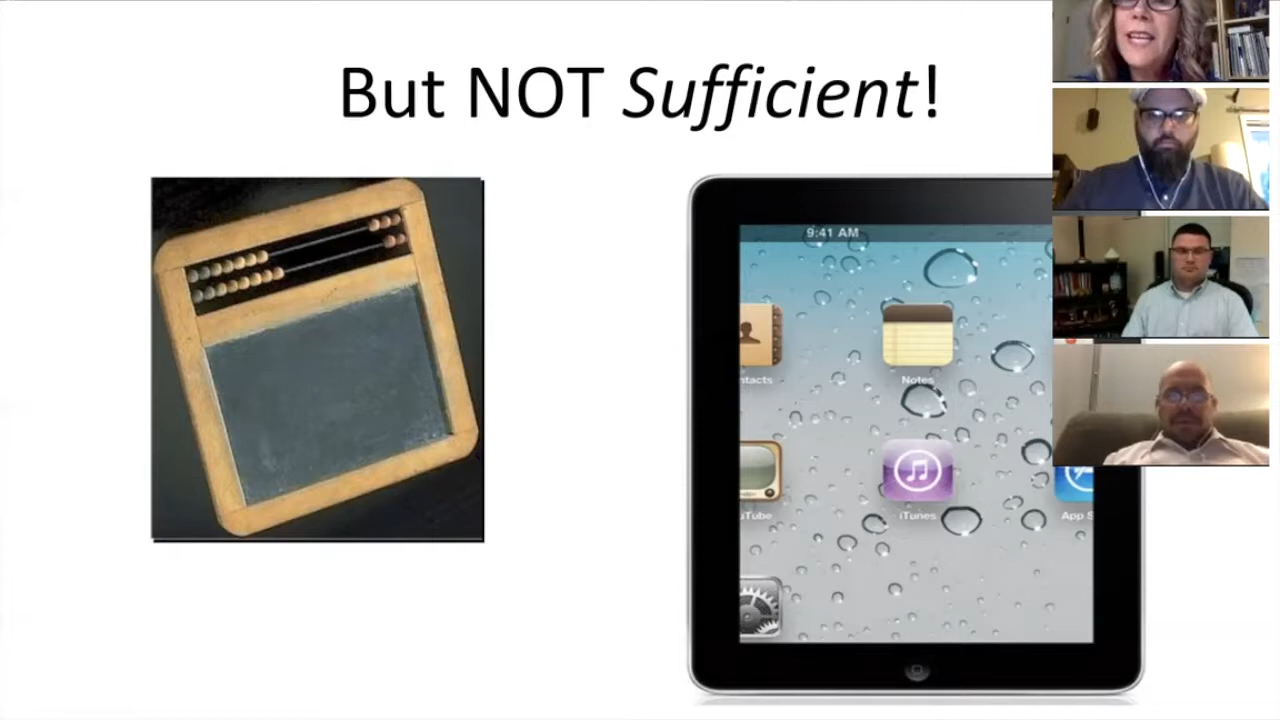 But NOT Sufficient!
9:41 AM
ntacts
Notes
uTube
iTunes
App S